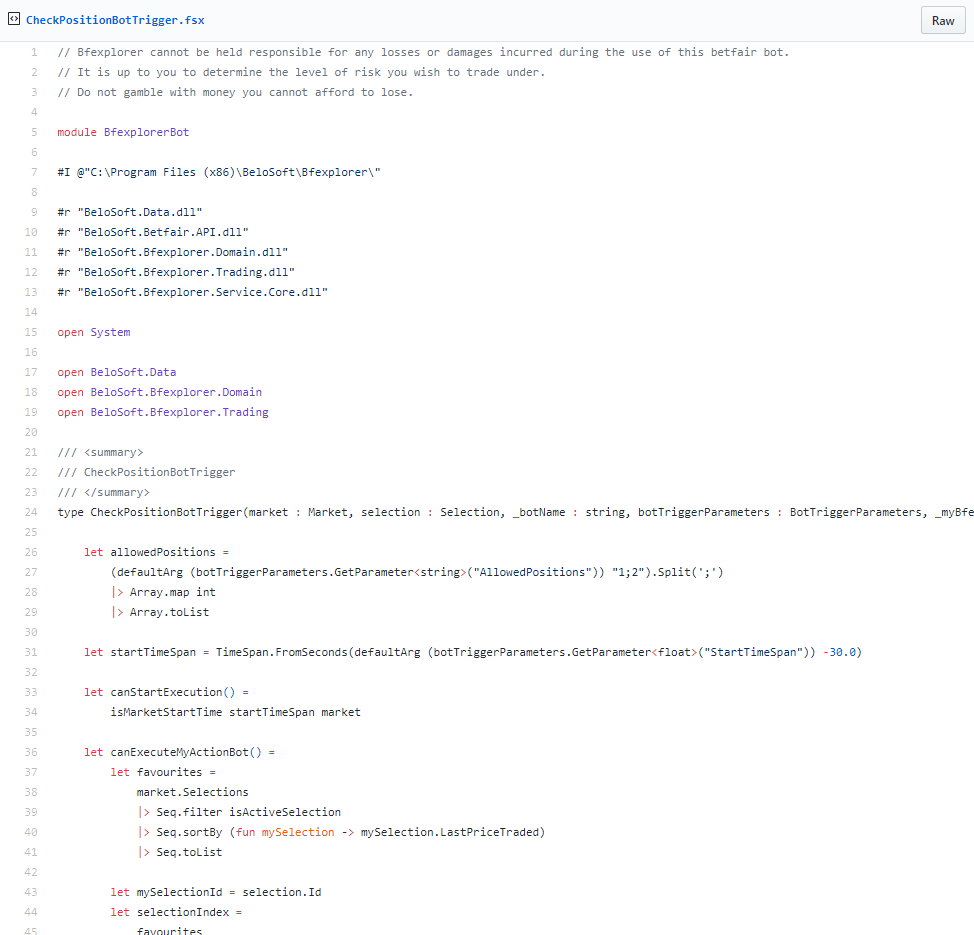 CheckPositionBotTrigger.fsx
Raw
1 // Bfexplorer cannot be held responsible for any losses or damages incurred during the use of this betfair bot.
2 // It is up to you to determine the level of risk you wish to trade under.
3 // Do not gamble with money you cannot afford to lose.
4
5 module BfexplorerBot
6
7 #I @"C:\Program Files (x86)\BeloSoft\Bfexplorer\"
8
9 #r "BeloSoft.Data.dll"
10 #r "BeloSoft.Betfair.API.dll"
11 #r "BeloSoft.Bfexplorer.Domain.dll"
12 #r "BeloSoft.Bfexplorer.Trading.dll"
13 #r "BeloSoft.Bfexplorer.Service.Core.dll"
14
15 open System
16
17 open BeloSoft.Data
18 open BeloSoft.Bfexplorer.Domain
19 open BeloSoft.Bfexplorer.Trading
20
21 /// <summary>
22 /// CheckPositionBotTrigger
23 /// </summary>
24 type CheckPositionBotTrigger(market : Market, selection : Selection, _botName : string, botTriggerParameters : BotTriggerParameters, _myBfe
25
26     let allowedPositions =
27         (defaultArg (botTriggerParameters.GetParameter<string>("AllowedPositions")) "1;2").Split(';')
28         |> Array.map int
29         |> Array.toList
30
31     let startTimeSpan = TimeSpan.FromSeconds(defaultArg (botTriggerParameters.GetParameter<float>("StartTimeSpan")) -30.0)
32
33     let canStartExecution() =
34         isMarketStartTime startTimeSpan market
35
36     let canExecuteMyActionBot() =
37         let favourites =
38             market.Selections
39             |> Seq.filter isActiveSelection
40             |> Seq.sortBy (fun mySelection -> mySelection.LastPriceTraded)
41             |> Seq.toList
42
43         let mySelectionId = selection.Id
44         let selectionIndex =
45             favourites